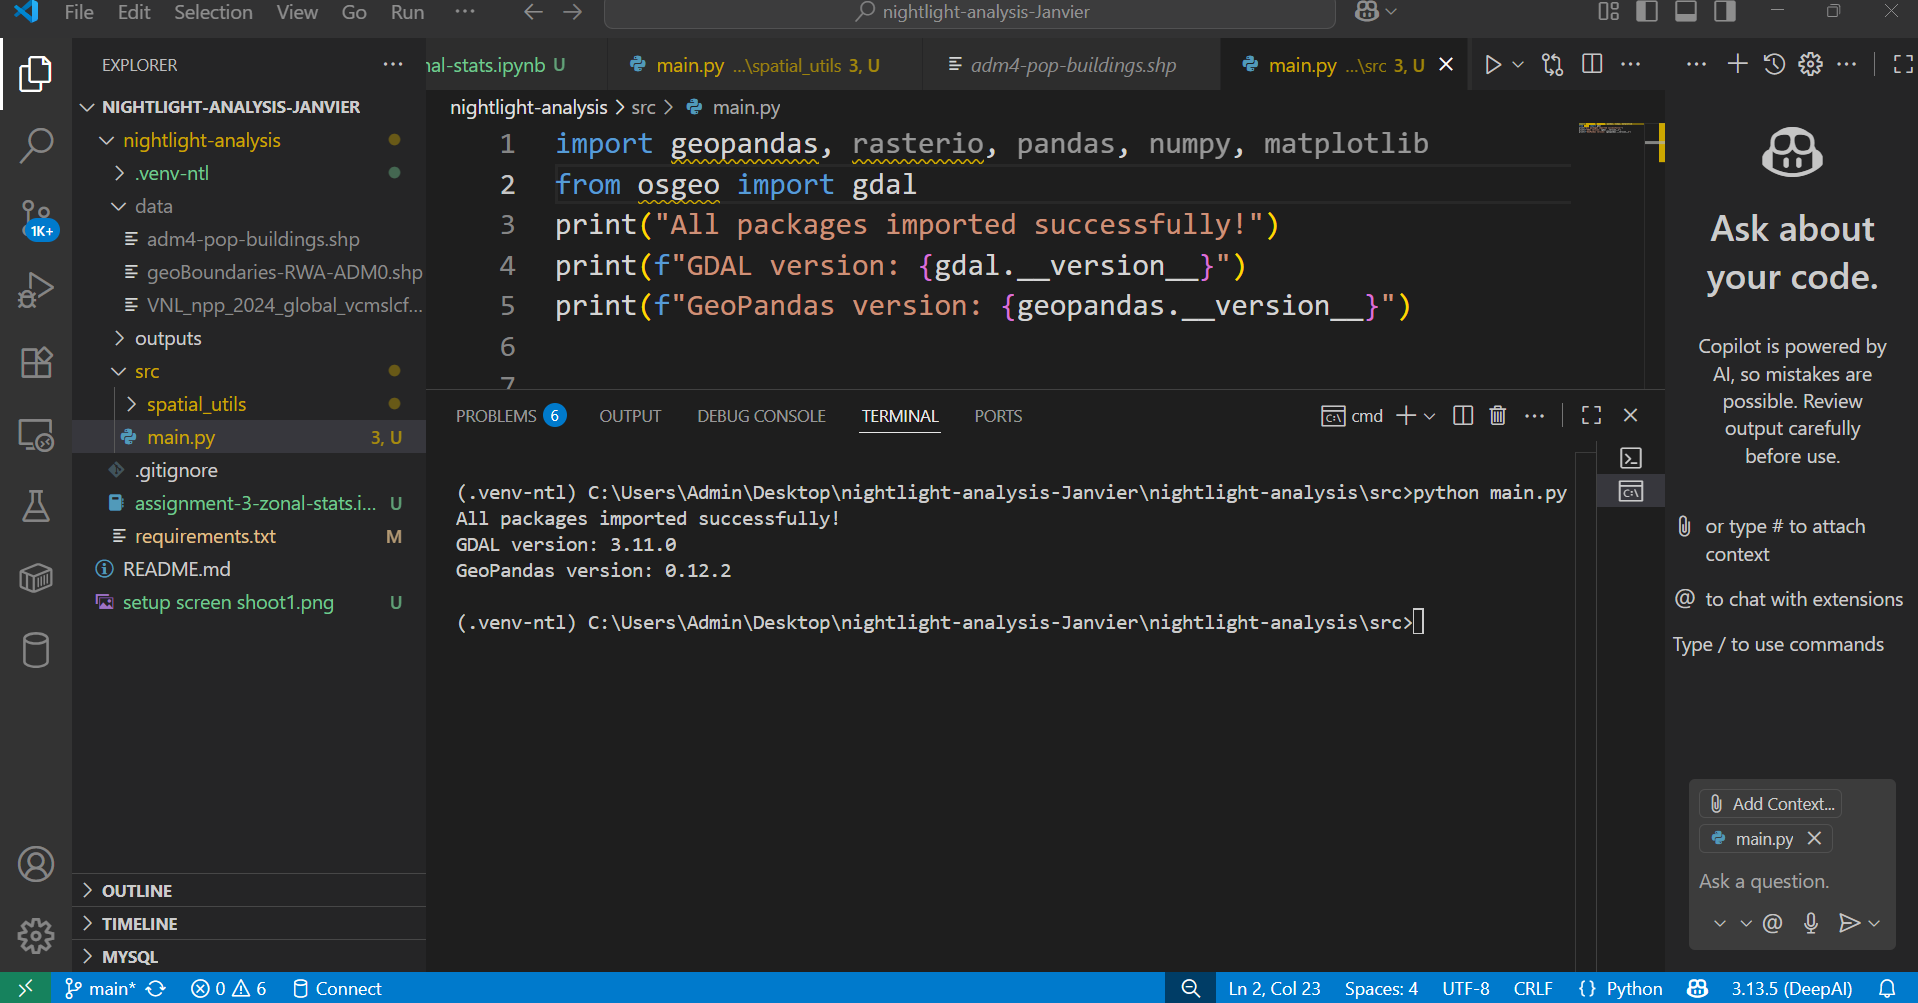 File Edit Selection View Go Run ··· nightlight-analysis-Janvier
EXPLORER
NIGHTLIGHT-ANALYSIS-JANVIER
nightlight-analysis
.venv-ntl
data
adm4-pop-buildings.shp
geoBoundaries-RWA-ADM0.shp
VNL_npp_2024_global_vcmslcf...
outputs
src
spatial_utils
main.py 3, U
.gitignore
assignment-3-zonal-stats.i... U
requirements.txt M
README.md
setup screen shoot1.png U
OUTLINE
TIMELINE
MYSQL
1K+
nal-stats.ipynb U main.py ...\spatial_utils 3, U adm4-pop-buildings.shp main.py ...\src 3, U
nightlight-analysis > src > main.py
1 import geopandas, rasterio, pandas, numpy, matplotlib
2 from osgeo import gdal
3 print("All packages imported successfully!")
4 print(f"GDAL version: {gdal.__version__}")
5 print(f"GeoPandas version: {geopandas.__version__}")
6
7
PROBLEMS 6 OUTPUT DEBUG CONSOLE TERMINAL PORTS cmd
(.venv-ntl) C:\Users\Admin\Desktop\nightlight-analysis-Janvier\nightlight-analysis\src>python main.py
All packages imported successfully!
GDAL version: 3.11.0
GeoPandas version: 0.12.2
(.venv-ntl) C:\Users\Admin\Desktop\nightlight-analysis-Janvier\nightlight-analysis\src>
Ask about
your code.
Copilot is powered by
AI, so mistakes are
possible. Review
output carefully
before use.
or type # to attach
context
@ to chat with extensions
Type / to use commands
Add Context...
main.py
Ask a question.
@
main* 0 6 Connect Ln 2, Col 23 Spaces: 4 UTF-8 CRLF {} Python 3.13.5 (DeepAI)